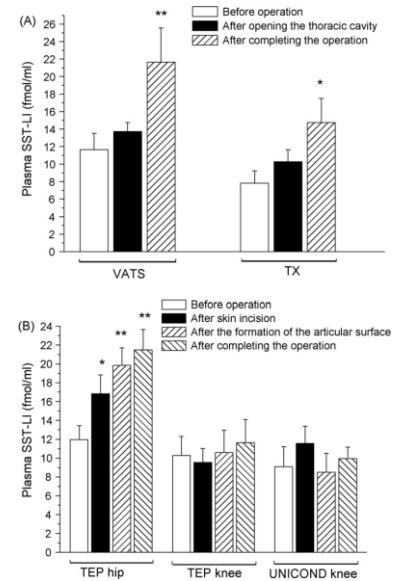 (A)
Before operation
After opening the thoracic cavity
After completing the operation
Plasma SST-LI (fmol/ml)
26
24
22
20
18
16
14
12
10
8
6
4
2
0
**
*
VATS
TX
(B)
Before operation
After skin incision
After the formation of the articular surface
After completing the operation
Plasma SST-LI (fmol/ml)
24
22
20
18
16
14
12
10
8
6
4
2
0
*
**
**
TEP hip
TEP knee
UNICOND knee